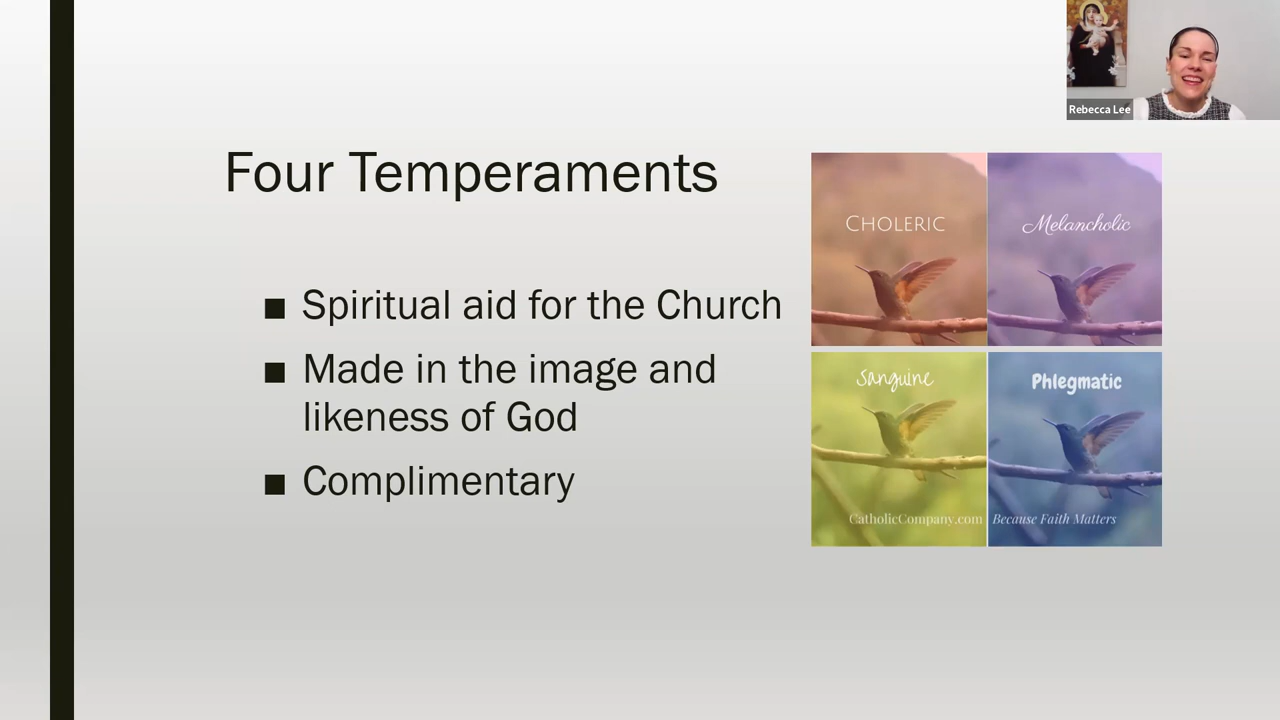 Rebecca Lee
Four Temperaments
■ Spiritual aid for the Church
■ Made in the image and
likeness of God
■ Complimentary
CHOLERIC
Melancholic
Sanguine
Phlegmatic
CatholicCompany.com
Because Faith Matters